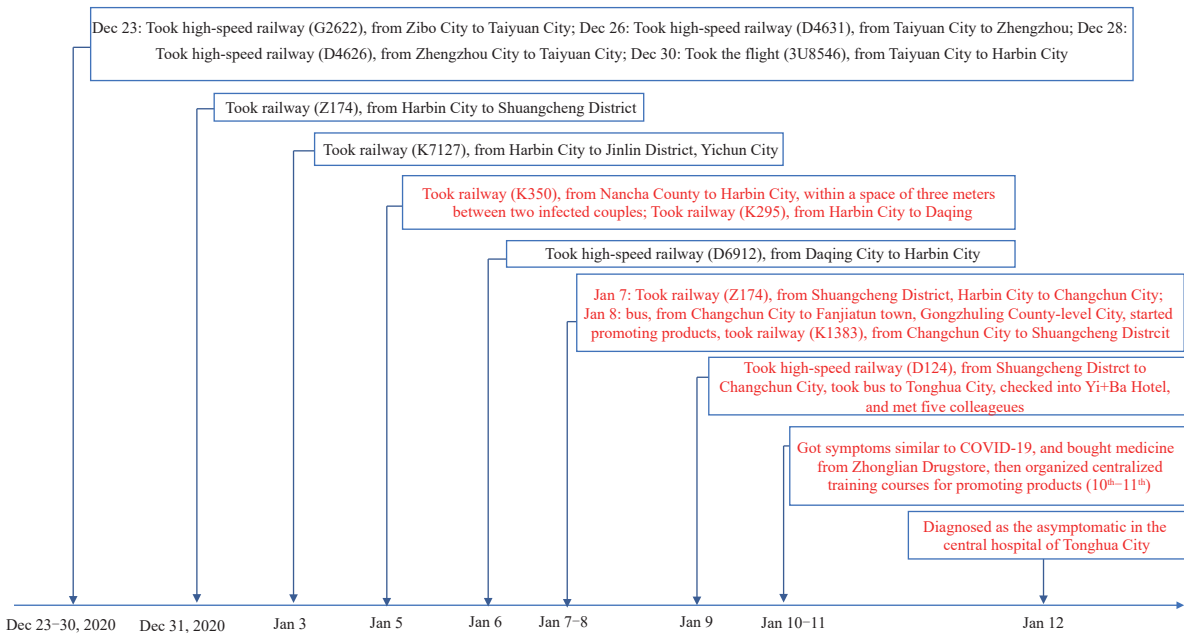 Dec 23: Took high-speed railway (G2622), from Zibo City to Taiyuan City; Dec 26: Took high-speed railway (D4631), from Taiyuan City to Zhengzhou; Dec 28:
Took high-speed railway (D4626), from Zhengzhou City to Taiyuan City; Dec 30: Took the flight (3U8546), from Taiyuan City to Harbin City
Took railway (Z174), from Harbin City to Shuangcheng District
Took railway (K7127), from Harbin City to Jinlin District, Yichun City
Took railway (K350), from Nancha County to Harbin City, within a space of three meters
between two infected couples; Took railway (K295), from Harbin City to Daqing
Took high-speed railway (D6912), from Daqing City to Harbin City
Jan 7: Took railway (Z174), from Shuangcheng District, Harbin City to Changchun City;
Jan 8: bus, from Changchun City to Fanjiatun town, Gongzhuling County-level City, started
promoting products, took railway (K1383), from Changchun City to Shuangcheng Distrcit
Took high-speed railway (D124), from Shuangcheng Distrct to
Changchun City, took bus to Tonghua City, checked into Yi+Ba Hotel,
and met five colleageues
Got symptoms similar to COVID-19, and bought medicine
from Zhonglian Drugstore, then organized centralized
training courses for promoting products (10th−11th)
Diagnosed as the asymptomatic in the
central hospital of Tonghua City
Dec 23−30, 2020
Dec 31, 2020
Jan 3
Jan 5
Jan 6
Jan 7−8
Jan 9
Jan 10−11
Jan 12